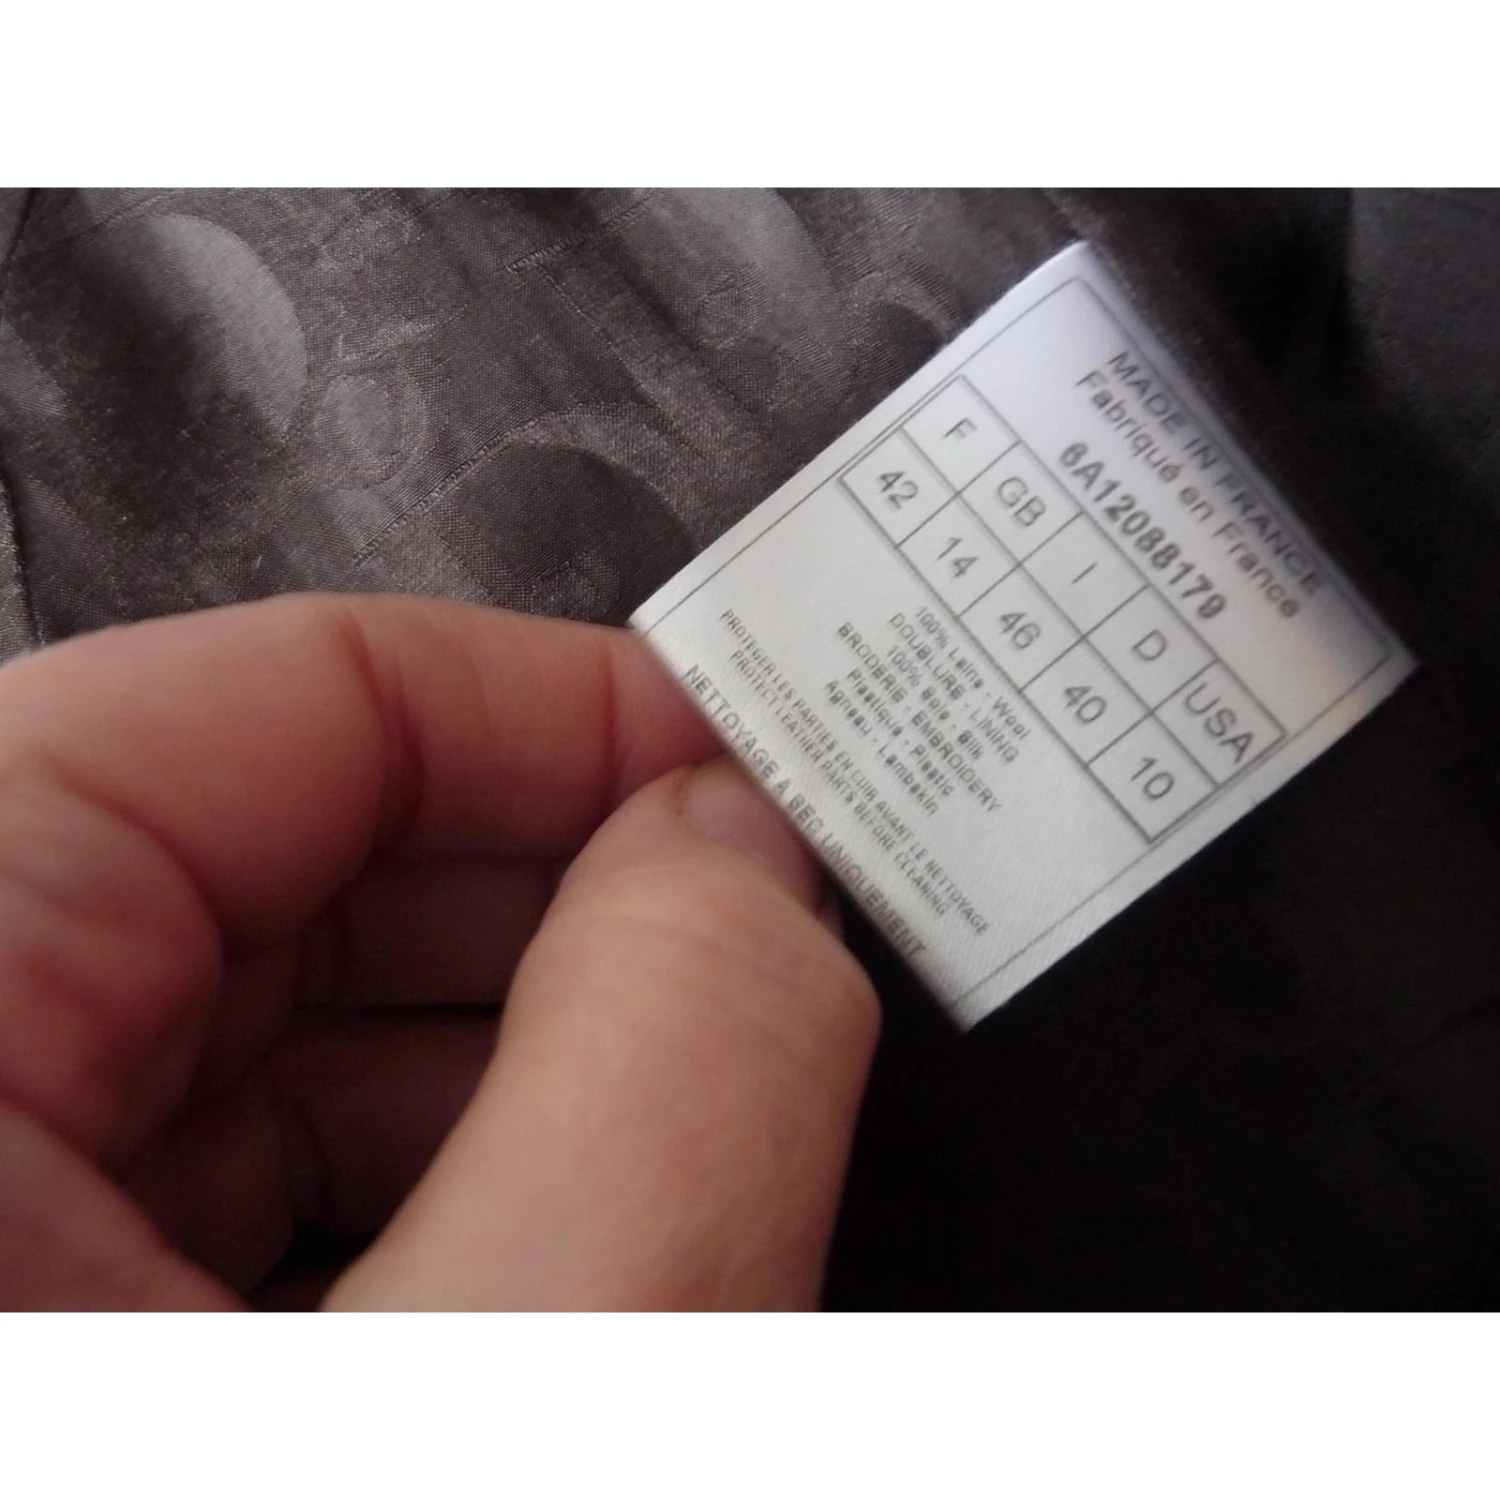 MADE IN FRANCE
Fabriqué en France
6A12088179
F GB I D USA
42 14 46 40 10
100% Laine - Wool
DOUBLURE - LINING
100% Soie - Silk
BRODERIE - EMBROIDERY
Plastique - Plastic
Agneau - Lambskin
PROTEGER LES PARTIES EN CUIR AVANT LE NETTOYAGE
PROTECT LEATHER PARTS BEFORE CLEANING
NETTOYAGE A SEC UNIQUEMENT